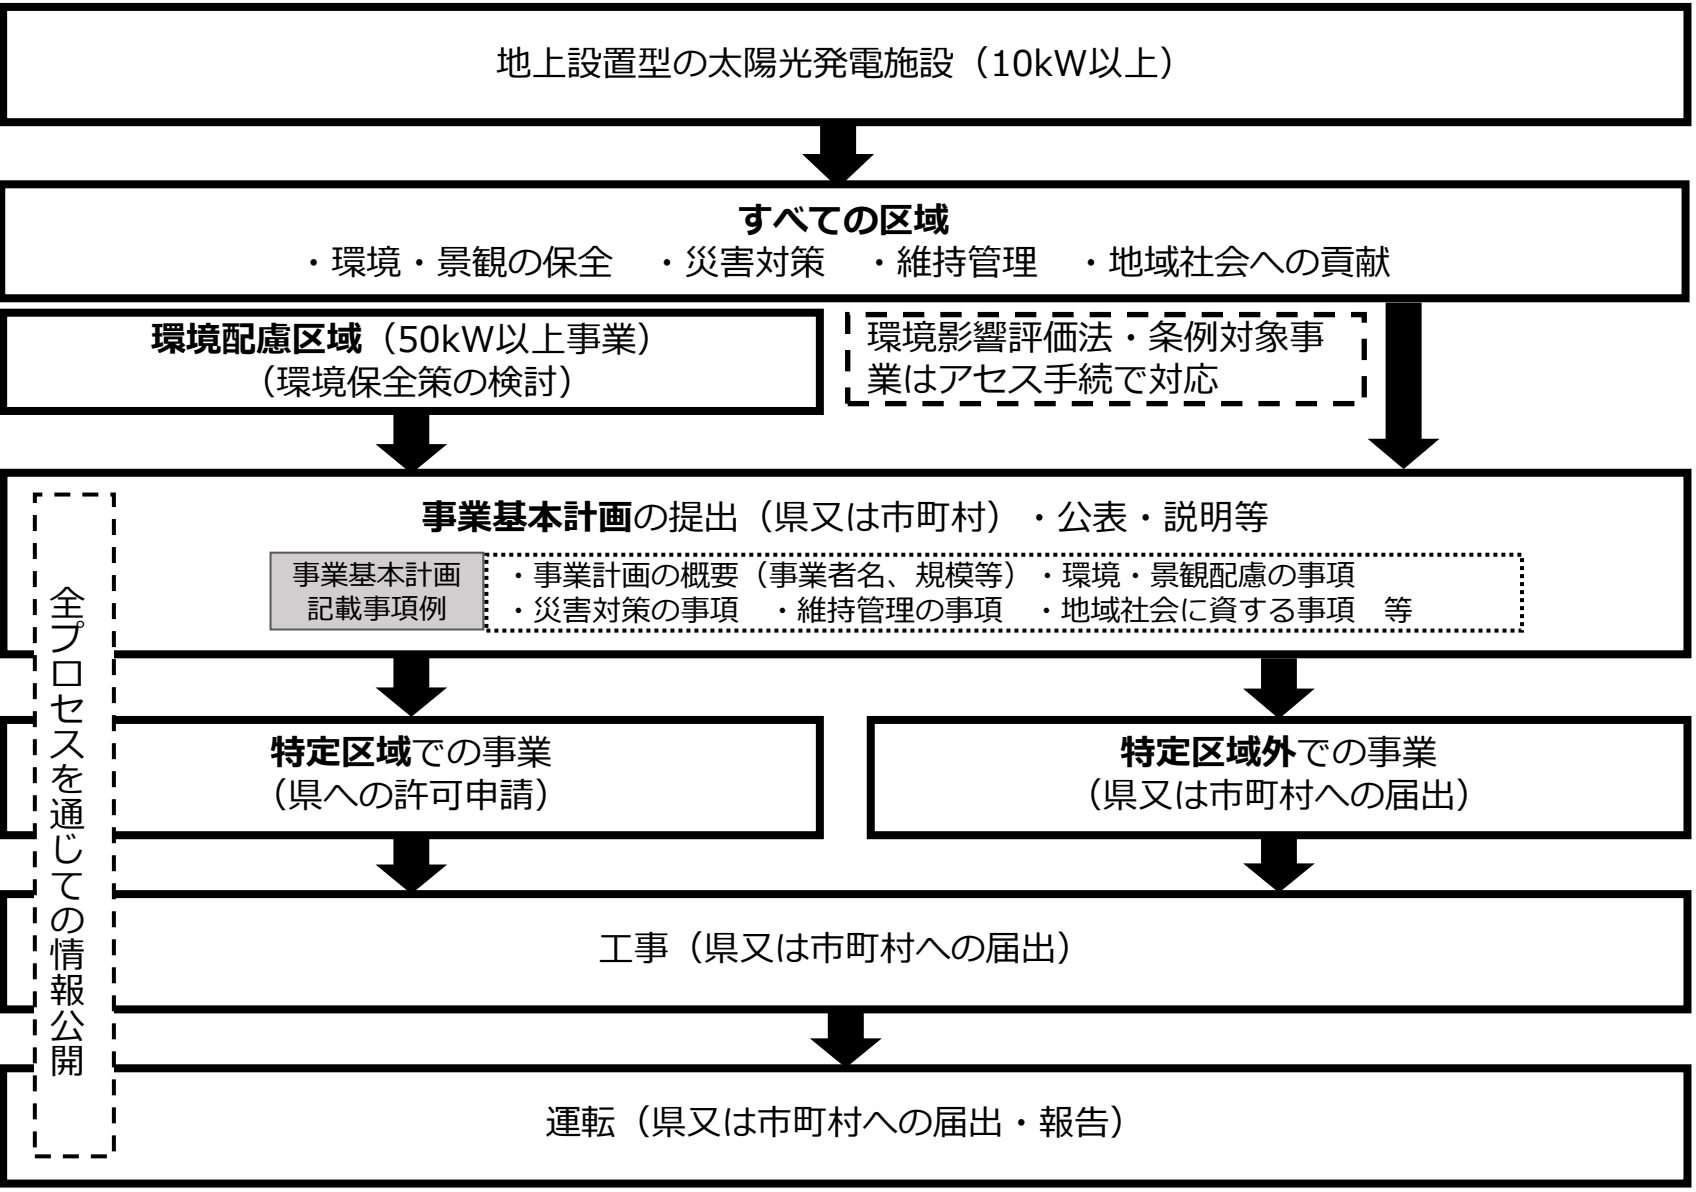 地上設置型の太陽光発電施設（10kW以上）
すべての区域
・環境・景観の保全　・災害対策　・維持管理　・地域社会への貢献
環境配慮区域（50kW以上事業）
（環境保全策の検討）
環境影響評価法・条例対象事
業はアセス手続で対応
事業基本計画の提出（県又は市町村）・公表・説明等
事業基本計画
記載事項例
・事業計画の概要（事業者名、規模等）・環境・景観配慮の事項
・災害対策の事項　・維持管理の事項　・地域社会に資する事項　等
全プロセスを通じての情報公開
特定区域での事業
（県への許可申請）
特定区域外での事業
（県又は市町村への届出）
工事（県又は市町村への届出）
運転（県又は市町村への届出・報告）